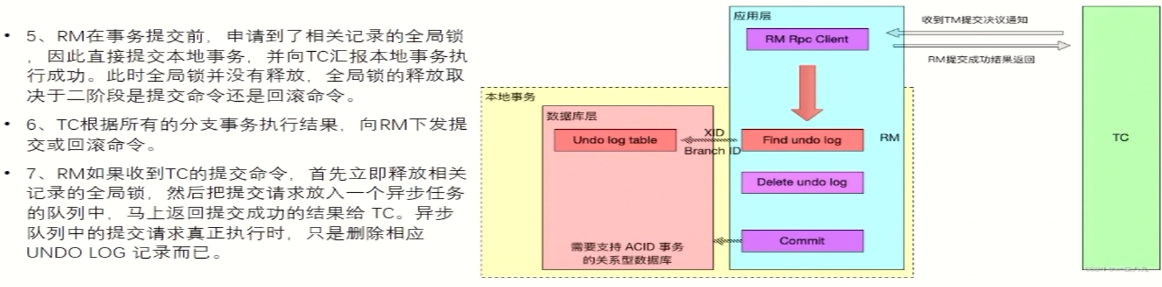 • 5、RM在事务提交前，申请到了相关记录的全局锁
，因此直接提交本地事务，并向TC汇报本地事务执
行成功。此时全局锁并没有释放，全局锁的释放取
决于二阶段是提交命令还是回滚命令。
• 6、TC根据所有的分支事务执行结果，向RM下发提
交或回滚命令。
• 7、RM如果收到TC的提交命令，首先立即释放相关
记录的全局锁，然后把提交请求放入一个异步任务
的队列中，马上返回提交成功的结果给 TC。异步
队列中的提交请求真正执行时，只是删除相应
UNDO LOG 记录而已。
应用层
RM Rpc Client
收到TM提交决议通知
RM提交成功结果返回
本地事务
数据库层
Undo log table
XID
Branch ID
Find undo log
RM
TC
Delete undo log
Commit
需要支持 ACID 事务
的关系型数据库